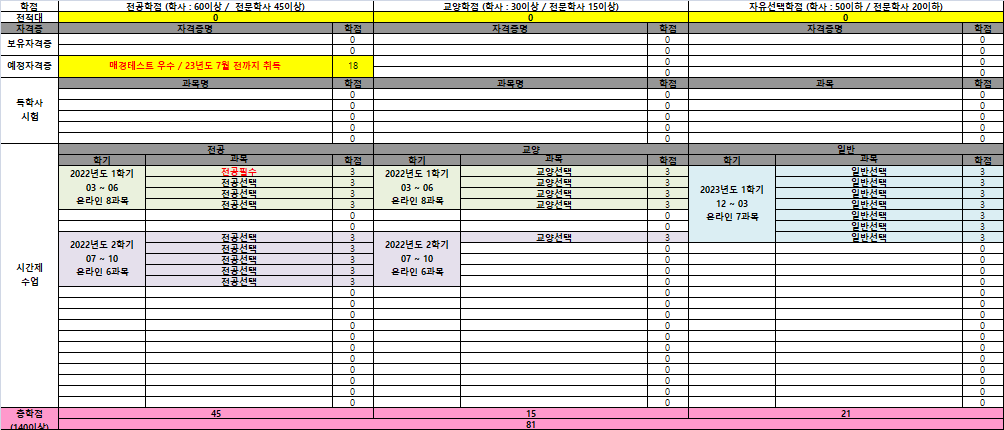 학점 전공학점 (학사 : 60이상 / 전문학사 45이상) 교양학점 (학사 : 30이상 / 전문학사 15이상) 자유선택학점 (학사 : 50이하 / 전문학사 20이하)
전적대 0 0 0
자격증 자격증명 학점 자격증명 학점 자격증명 학점
보유자격증 0 0 0
0 0 0
예정자격증 매경테스트 우수 / 23년도 7월 전까지 취득 18 0 0
0 0
독학사 시험 과목명 학점 과목명 학점 과목 학점
0 0 0
0 0 0
0 0 0
0 0 0
0 0 0
시간제 수업 전공 교양 일반
학기 과목 학점 학기 과목 학점 학기 과목 학점
2022년도 1학기 전공필수 3 2022년도 1학기 교양선택 3 2023년도 1학기 일반선택 3
03 ~ 06 전공선택 3 03 ~ 06 교양선택 3 12 ~ 03 일반선택 3
온라인 8과목 전공선택 3 온라인 8과목 교양선택 3 온라인 7과목 일반선택 3
전공선택 3 교양선택 3 일반선택 3
0 0 일반선택 3
0 0 일반선택 3
2022년도 2학기 전공선택 3 2022년도 2학기 교양선택 3 일반선택 3
07 ~ 10 전공선택 3 07 ~ 10 0 0
온라인 6과목 전공선택 3 온라인 6과목 0 0
전공선택 3 0 0
전공선택 3 0 0
0 0 0
0 0 0
0 0 0
0 0 0
0 0 0
0 0 0
0 0 0
0 0 0
0 0 0
0 0 0
0 0 0
총학점 45 15 21
(140이상) 81